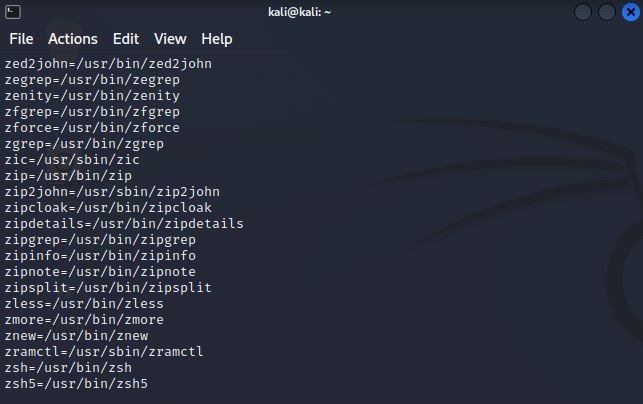 kali@kali: ~
File Actions Edit View Help
zed2john=/usr/bin/zed2john
zegrep=/usr/bin/zegrep
zenity=/usr/bin/zenity
zfgrep=/usr/bin/zfgrep
zforce=/usr/bin/zforce
zgrep=/usr/bin/zgrep
zic=/usr/sbin/zic
zip=/usr/bin/zip
zip2john=/usr/sbin/zip2john
zipcloak=/usr/bin/zipcloak
zipdetails=/usr/bin/zipdetails
zipgrep=/usr/bin/zipgrep
zipinfo=/usr/bin/zipinfo
zipnote=/usr/bin/zipnote
zipsplit=/usr/bin/zipsplit
zless=/usr/bin/zless
zmore=/usr/bin/zmore
znew=/usr/bin/znew
zramctl=/usr/sbin/zramctl
zsh=/usr/bin/zsh
zsh5=/usr/bin/zsh5